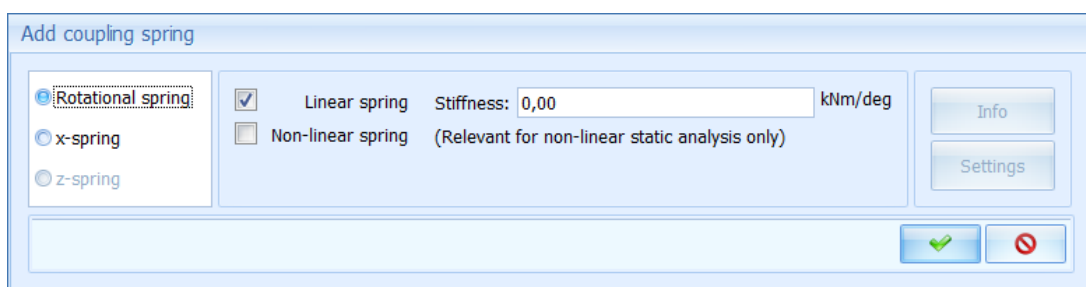 Add coupling spring
Rotational spring
x-spring
z-spring
Linear spring Stiffness: 0,00 kNm/deg
Non-linear spring (Relevant for non-linear static analysis only)
Info
Settings